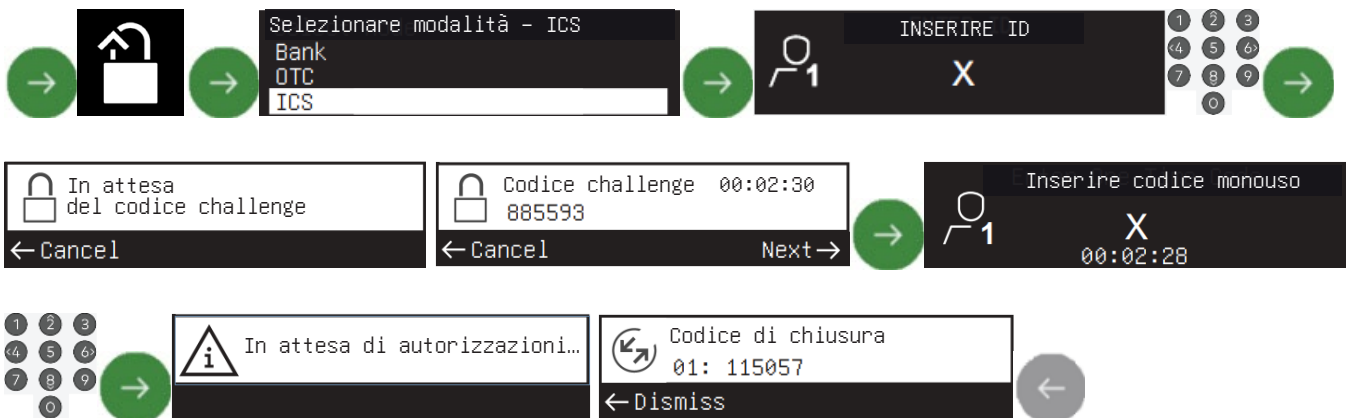 Selezionare modalità - ICS
Bank
OTC
ICS
INSERIRE ID
1
X
1 2 3
<4 5 6>
7 8 9
0
In attesa
del codice challenge
←Cancel
Codice challenge 00:02:30
885593
←Cancel Next→
Inserire codice monouso
1
X
00:02:28
1 2 3
<4 5 6>
7 8 9
0
i
In attesa di autorizzazioni…
Codice di chiusura
01: 115057
←Dismiss